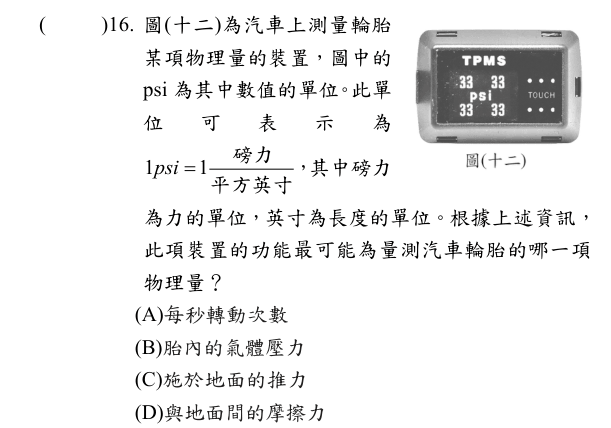 (　　)16. 圖(十二)為汽車上測量輪胎
某項物理量的裝置，圖中的
psi 為其中數值的單位。此單
位可表示為
1psi = 1 磅力/平方英寸，其中磅力
為力的單位，英寸為長度的單位。根據上述資訊，
此項裝置的功能最可能為量測汽車輪胎的哪一項
物理量？
(A)每秒轉動次數
(B)胎內的氣體壓力
(C)施於地面的推力
(D)與地面間的摩擦力
TPMS
33 33
psi
TOUCH
33 33
圖(十二)